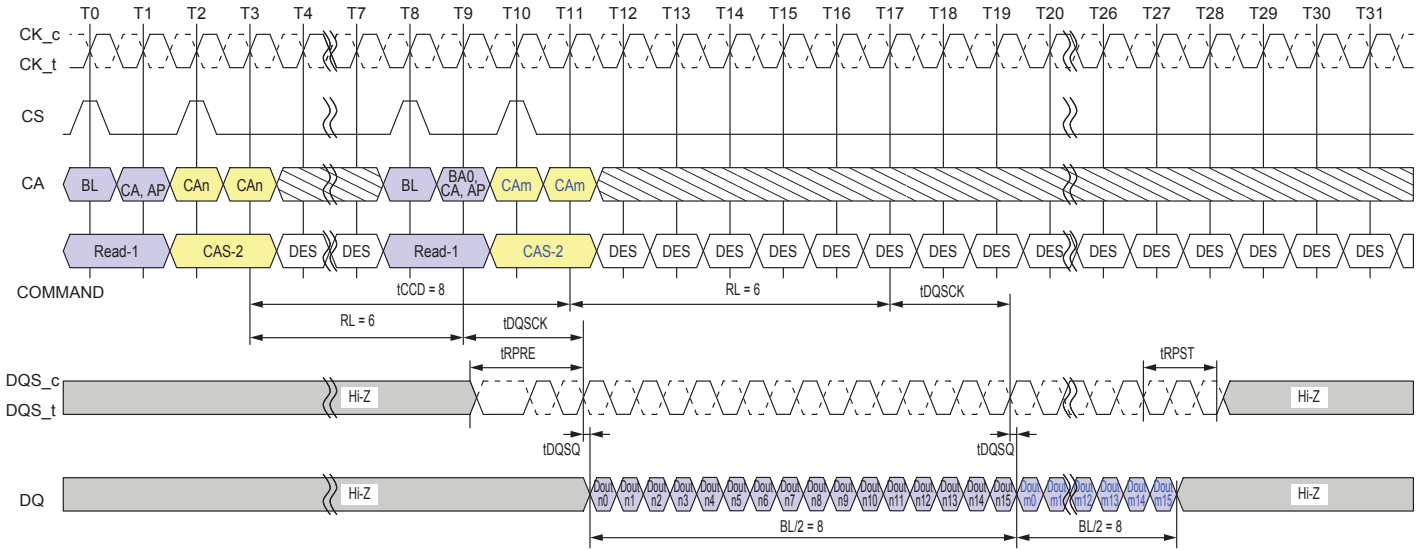 T0 T1 T2 T3 T4 T7 T8 T9 T10 T11 T12 T13 T14 T15 T16 T17 T18 T19 T20 T26 T27 T28 T29 T30 T31
CK_c
CK_t
CS
CA BL CA, AP CAn CAn BL BA0, CA, AP CAm CAm
Read-1 CAS-2 DES DES Read-1 CAS-2 DES DES DES DES DES DES DES DES DES DES DES DES DES DES DES
COMMAND
tCCD = 8 RL = 6 tDQSCK
RL = 6 tDQSCK
tRPRE tRPST
DQS_c
DQS_t
Hi-Z Hi-Z
tDQSQ tDQSQ
DQ Hi-Z Dout n0 Dout n1 Dout n2 Dout n3 Dout n4 Dout n5 Dout n6 Dout n7 Dout n8 Dout n9 Dout n10 Dout n11 Dout n12 Dout n13 Dout n14 Dout n15 Dout m0 Dout m1 Dout m12 Dout m13 Dout m14 Dout m15 Hi-Z
BL/2 = 8 BL/2 = 8